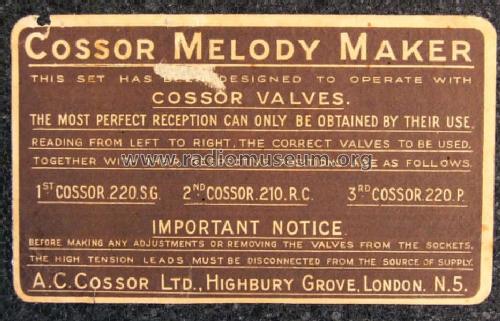 COSSOR MELODY MAKER
THIS SET HAS BEEN DESIGNED TO OPERATE WITH
COSSOR VALVES.
THE MOST PERFECT RECEPTION CAN ONLY BE OBTAINED BY THEIR USE.
READING FROM LEFT TO RIGHT, THE CORRECT VALVES TO BE USED,
TOGETHER WITH POSITIONS ARE AS FOLLOWS.
www.radiomuseum.org
1ST COSSOR.220.S.G. 2ND COSSOR.210.R.C. 3RD COSSOR.220.P.
IMPORTANT NOTICE
BEFORE MAKING ANY ADJUSTMENTS OR REMOVING THE VALVES FROM THE SOCKETS,
THE HIGH TENSION LEADS MUST BE DISCONNECTED FROM THE SOURCE OF SUPPLY.
A.C. COSSOR LTD., HIGHBURY GROVE, LONDON. N.5.